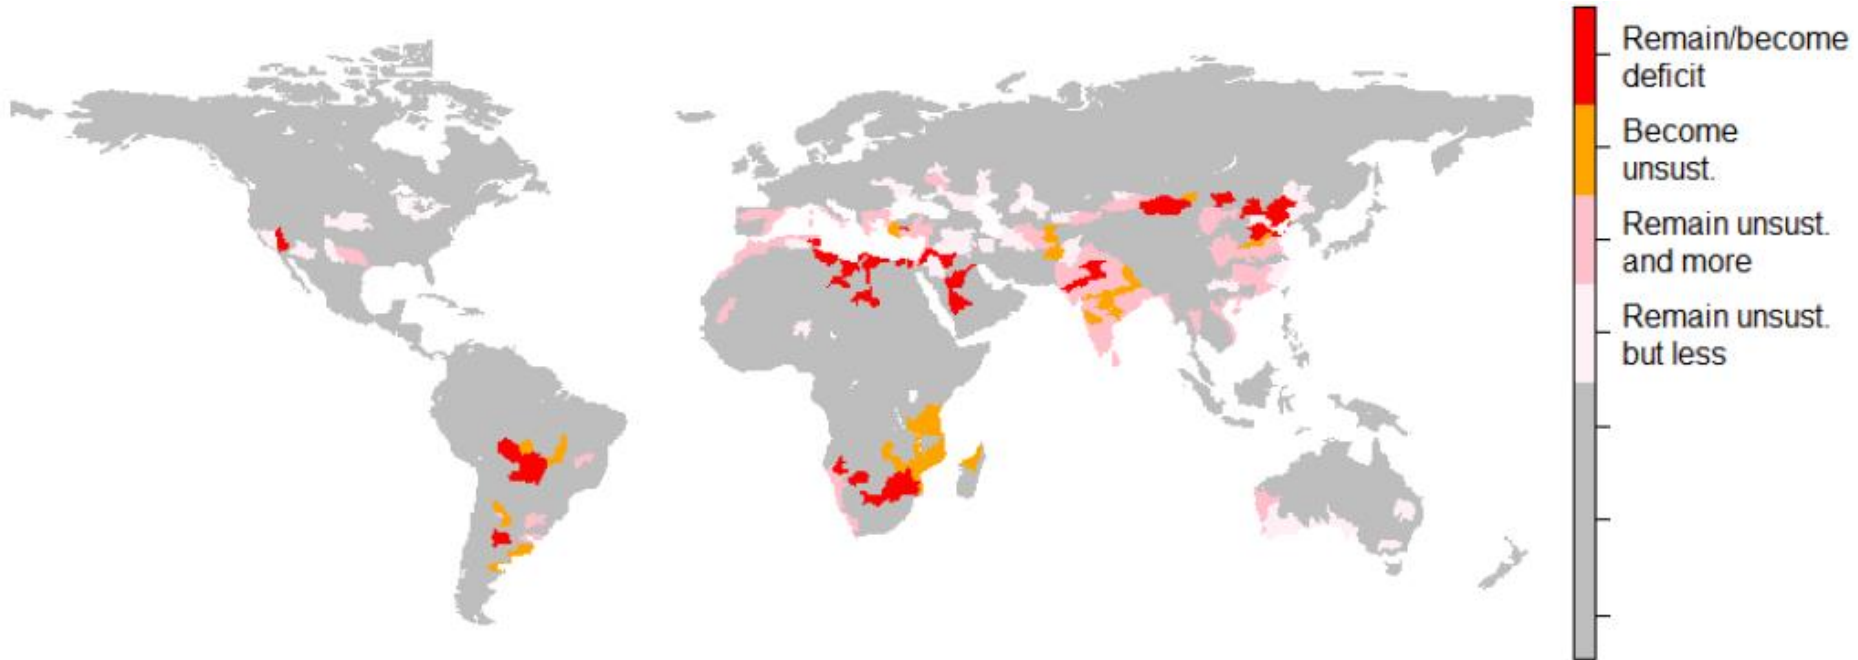 Remain/become
deficit
Become
unsust.
Remain unsust.
and more
Remain unsust.
but less